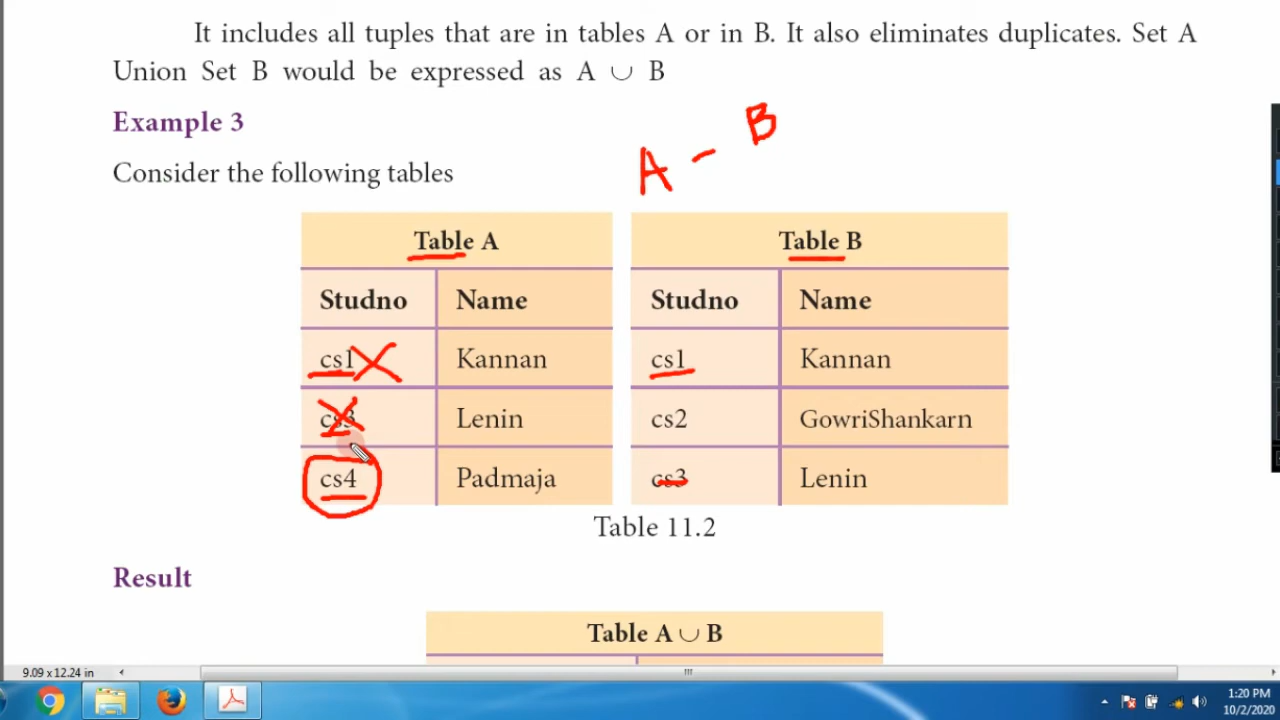 It includes all tuples that are in tables A or in B. It also eliminates duplicates. Set A
Union Set B would be expressed as A ∪ B
Example 3
A - B
Consider the following tables
Table A Table B
Studno Name Studno Name
cs1 Kannan cs1 Kannan
cs3 Lenin cs2 GowriShankarn
cs4 Padmaja cs3 Lenin
Table 11.2
Result
Table A ∪ B
9.09 x 12.24 in
1:20 PM
10/2/2020